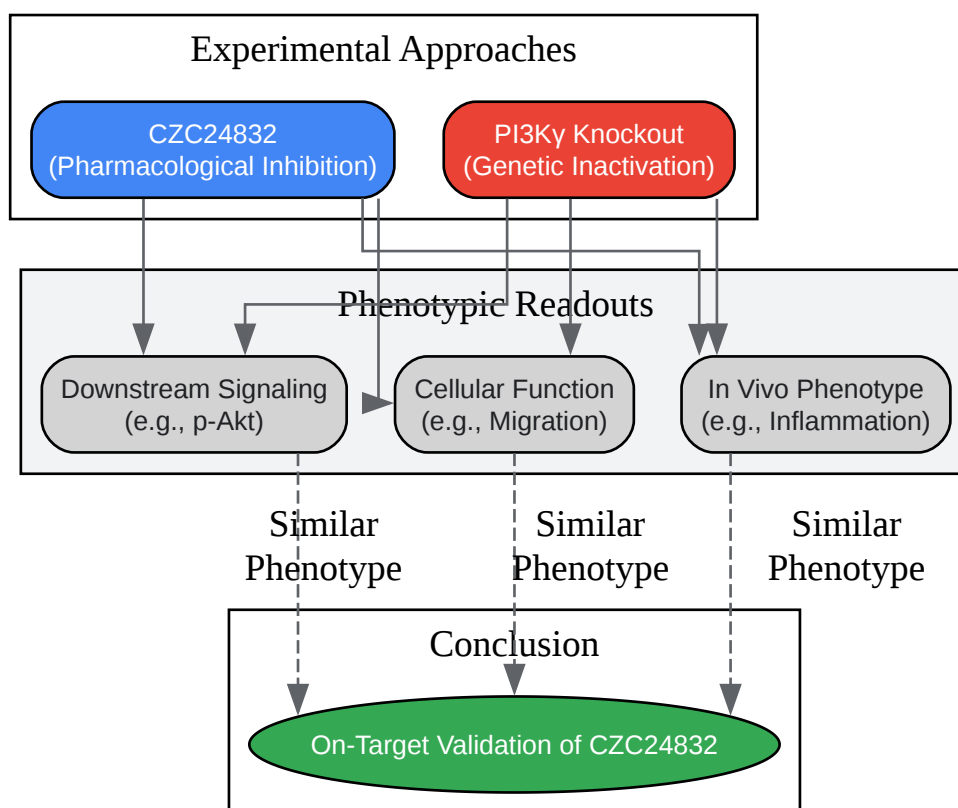 Experimental Approaches
CZC24832
(Pharmacological Inhibition)
PI3Kγ Knockout
(Genetic Inactivation)
Phenotypic Readouts
Downstream Signaling
(e.g., p-Akt)
Cellular Function
(e.g., Migration)
In Vivo Phenotype
(e.g., Inflammation)
Similar
Phenotype
Similar
Phenotype
Similar
Phenotype
Conclusion
On-Target Validation of CZC24832